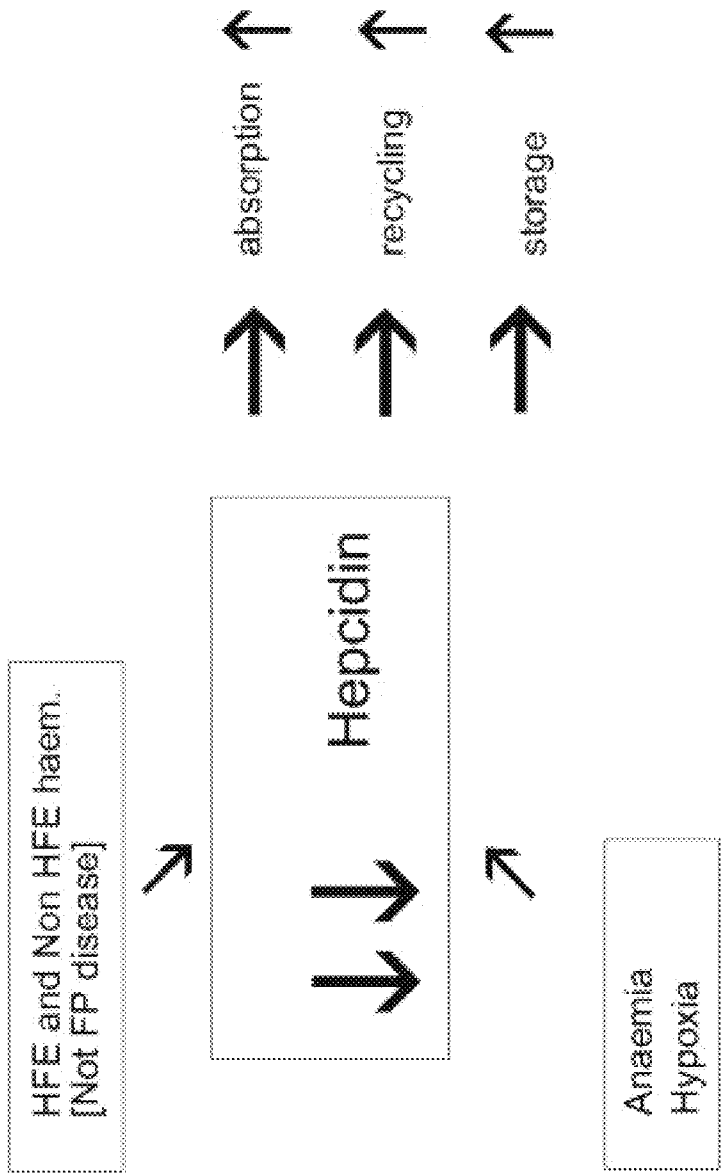 HFE and Non HFE haem.
[Not FP disease]
Hepcidin
absorption
recycling
storage
Anaemia
Hypoxia